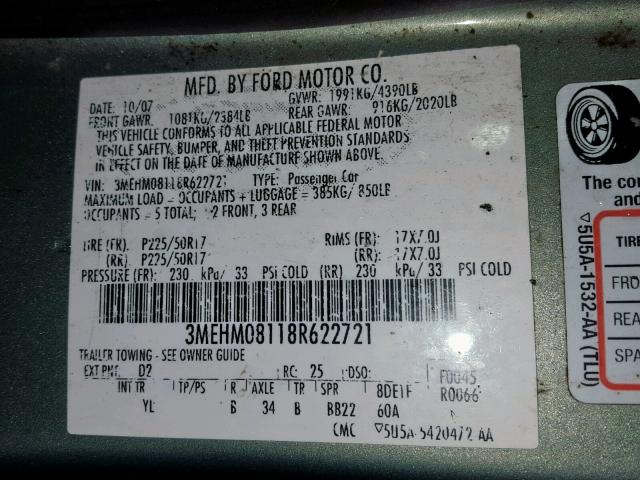 MFD. BY FORD MOTOR CO.
DATE: 10/07 GVWR: 1991KG/4390LB
FRONT GAWR: 1081KG/2384LB REAR GAWR: 916KG/2020LB
THIS VEHICLE CONFORMS TO ALL APPLICABLE FEDERAL MOTOR
VEHICLE SAFETY, BUMPER, AND THEFT PREVENTION STANDARDS
IN EFFECT ON THE DATE OF MANUFACTURE SHOWN ABOVE.
VIN: 3MEHM08118R622721 TYPE: Passenger Car
MAXIMUM LOAD = OCCUPANTS + LUGGAGE = 385KG/ 850LB
OCCUPANTS = 5 TOTAL; 2 FRONT, 3 REAR
TIRE (FR): P225/50R17 RIMS (FR): 17X7.0J
(RR): P225/50R17 (RR): 17X7.0J
PRESSURE (FR): 230 kPa/ 33 PSI COLD (RR) 230 kPa/ 33 PSI COLD
3MEHM08118R622721
TRAILER TOWING - SEE OWNER GUIDE
EXT PNT: D2 RC: 25 DSO: F0045
INT TR TP/PS R AXLE TR SPR 8DE1F R0066
YL B 34 B BB22 60A
CMC ▽5U5A-5420472-AA
The co
and
TIRE
FRO
REA
SPA
▽5U5A-1532-AA (TLU)